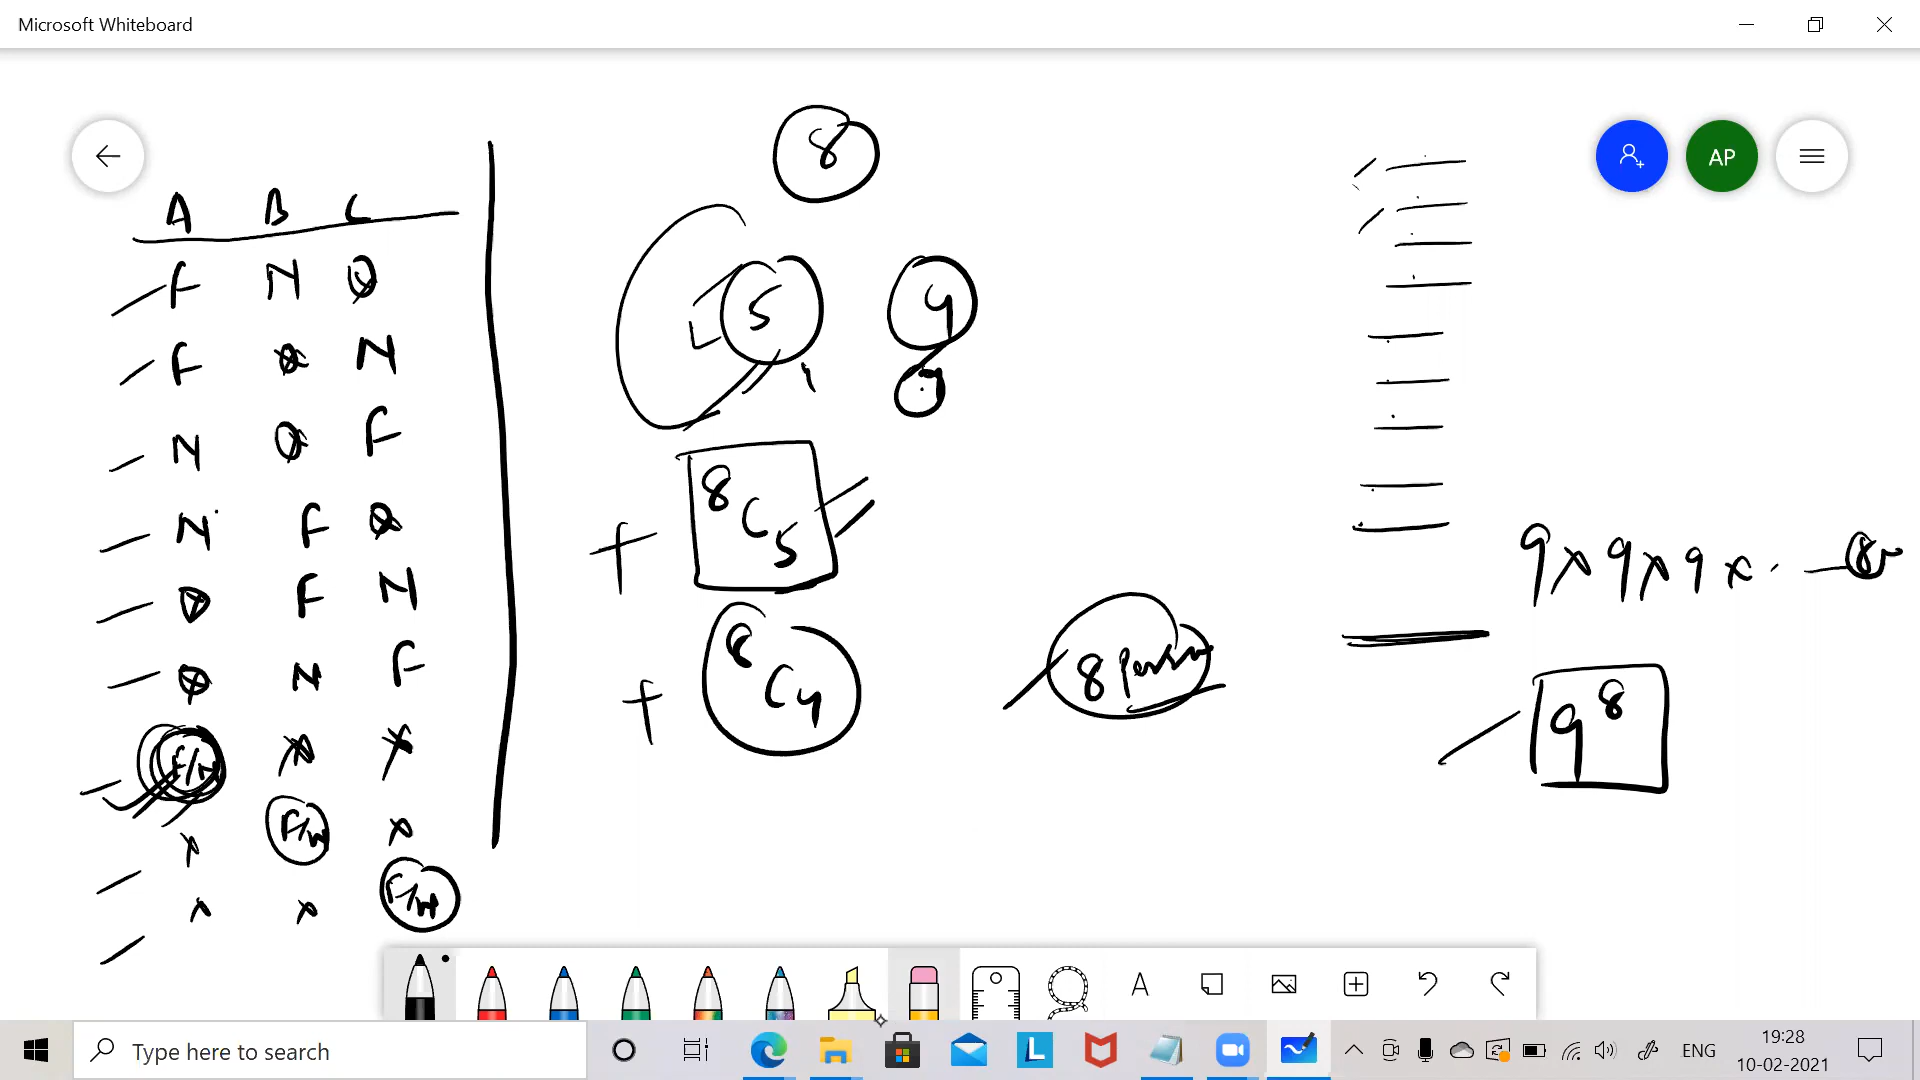 Microsoft Whiteboard
AP
A B C
F N Q
F Q N
N Q F
N F Q
Q F N
Q N F
F/N × ×
× F/N ×
× × F/N
8
5 4
8C5
+
8C4
+
8 Person
9×9×9×. — 8
9^8
A
Type here to search
L
ENG
19:28
10-02-2021